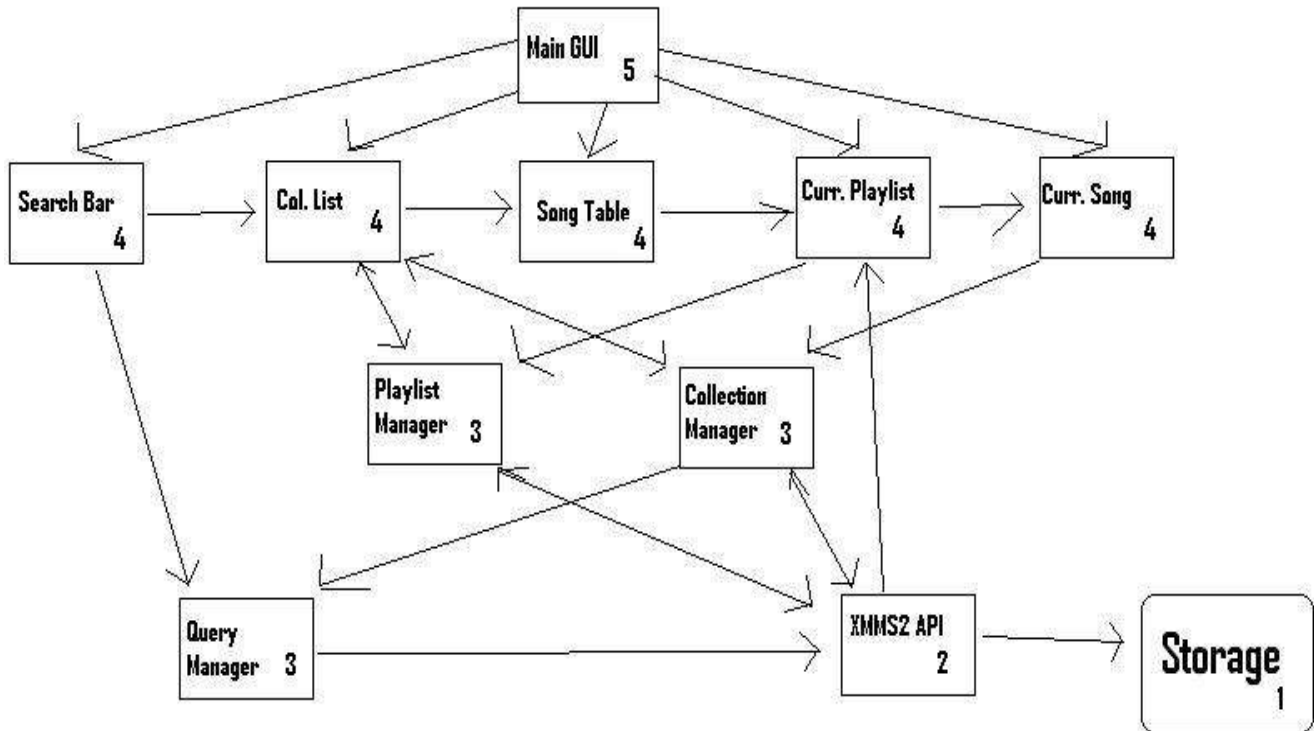 Main GUI
5
Search Bar
4
Col. List
4
Song Table
4
Curr. Playlist
4
Curr. Song
4
Playlist
Manager 3
Collection
Manager 3
Query
Manager 3
XMMS2 API
2
Storage
1